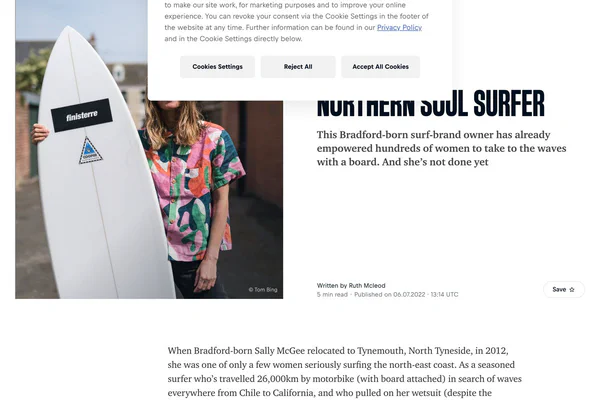 to make our site work, for marketing purposes and to improve your online
experience. You can revoke your consent via the Cookie Settings in the footer of
the website at any time. Further information can be found in our Privacy Policy
and in the Cookie Settings directly below.
Cookies Settings
Reject All
Accept All Cookies
finisterre
© Tom Bing
NORTHERN SOUL SURFER
This Bradford-born surf-brand owner has already
empowered hundreds of women to take to the waves
with a board. And she's not done yet
Written by Ruth Mcleod
5 min read · Published on 06.07.2022 · 13:14 UTC
Save
When Bradford-born Sally McGee relocated to Tynemouth, North Tyneside, in 2012,
she was one of only a few women seriously surfing the north-east coast. As a seasoned
surfer who's travelled 26,000km by motorbike (with board attached) in search of waves
everywhere from Chile to California, and who pulled on her wetsuit (despite the